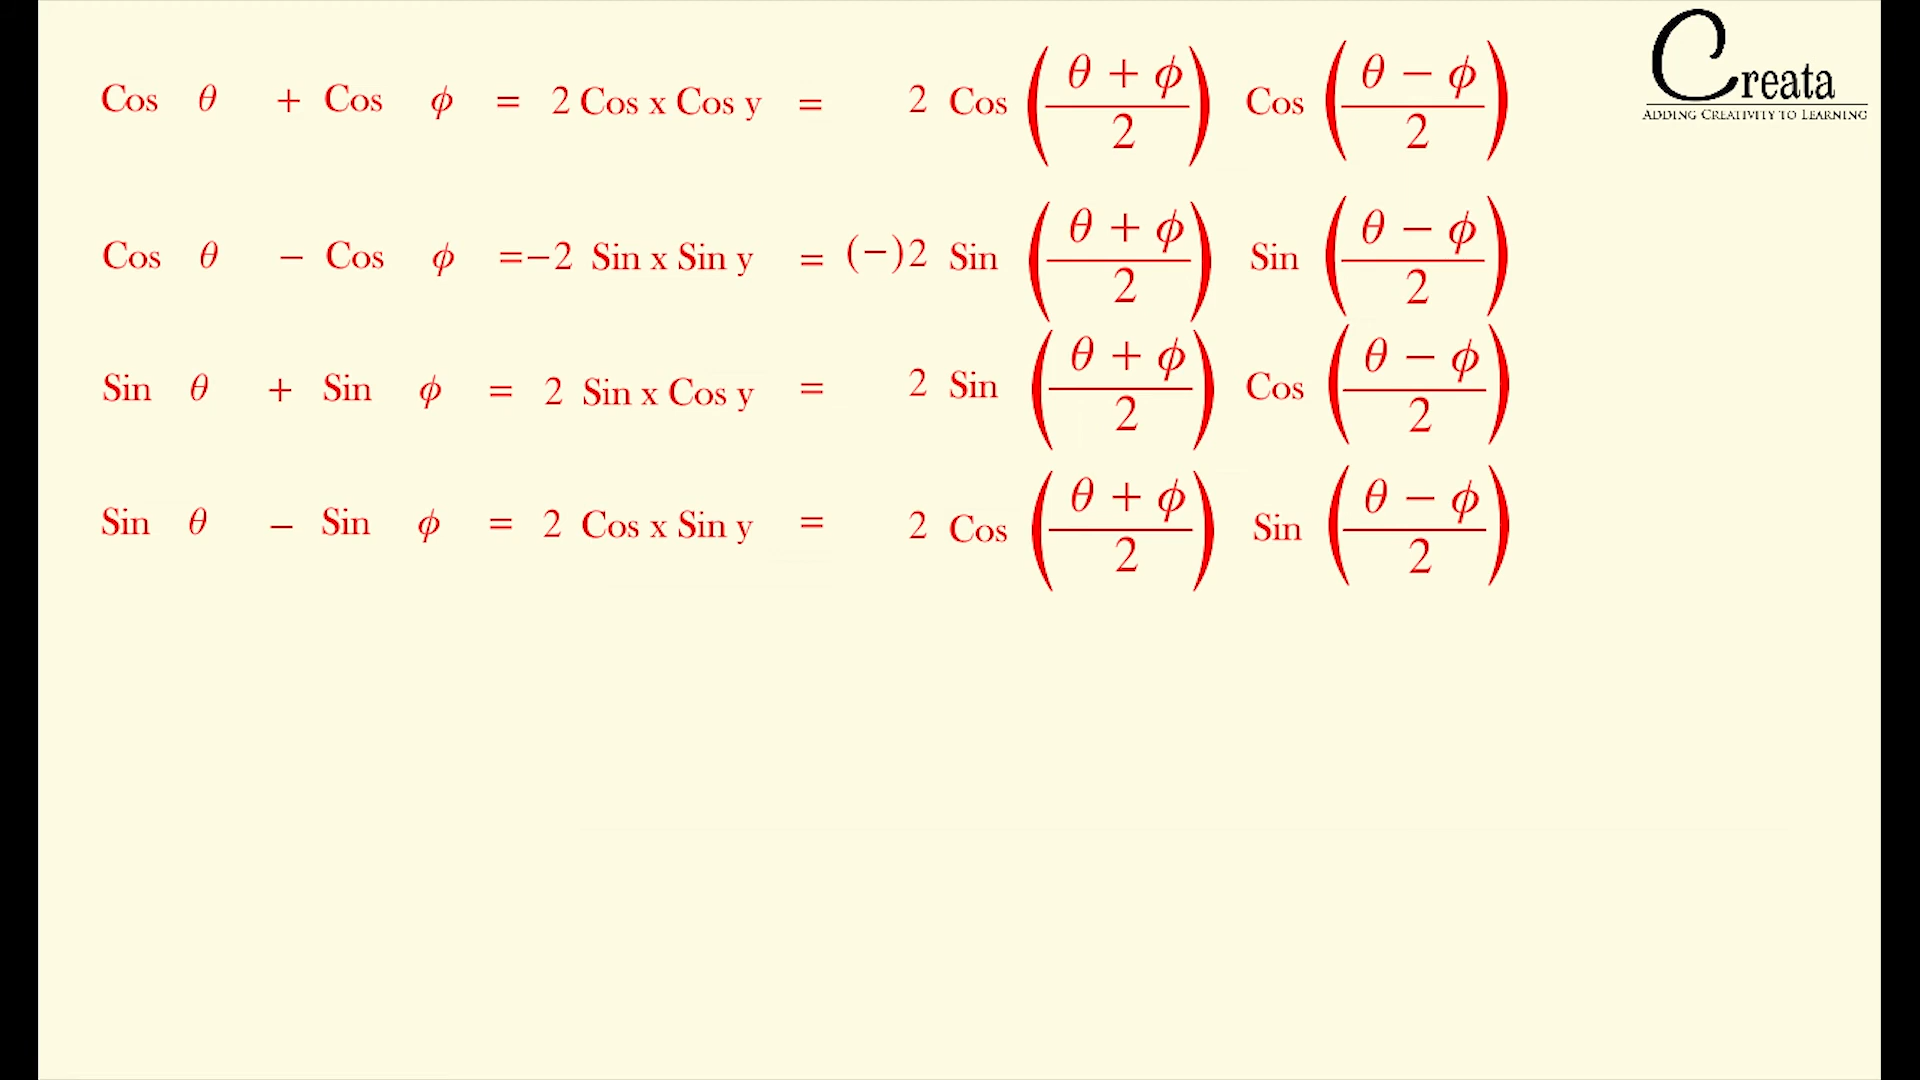 Creata
ADDING CREATIVITY TO LEARNING
Cos θ + Cos ϕ = 2 Cos x Cos y = 2 Cos ((θ + ϕ)/2) Cos ((θ − ϕ)/2)
Cos θ − Cos ϕ = −2 Sin x Sin y = (−)2 Sin ((θ + ϕ)/2) Sin ((θ − ϕ)/2)
Sin θ + Sin ϕ = 2 Sin x Cos y = 2 Sin ((θ + ϕ)/2) Cos ((θ − ϕ)/2)
Sin θ − Sin ϕ = 2 Cos x Sin y = 2 Cos ((θ + ϕ)/2) Sin ((θ − ϕ)/2)